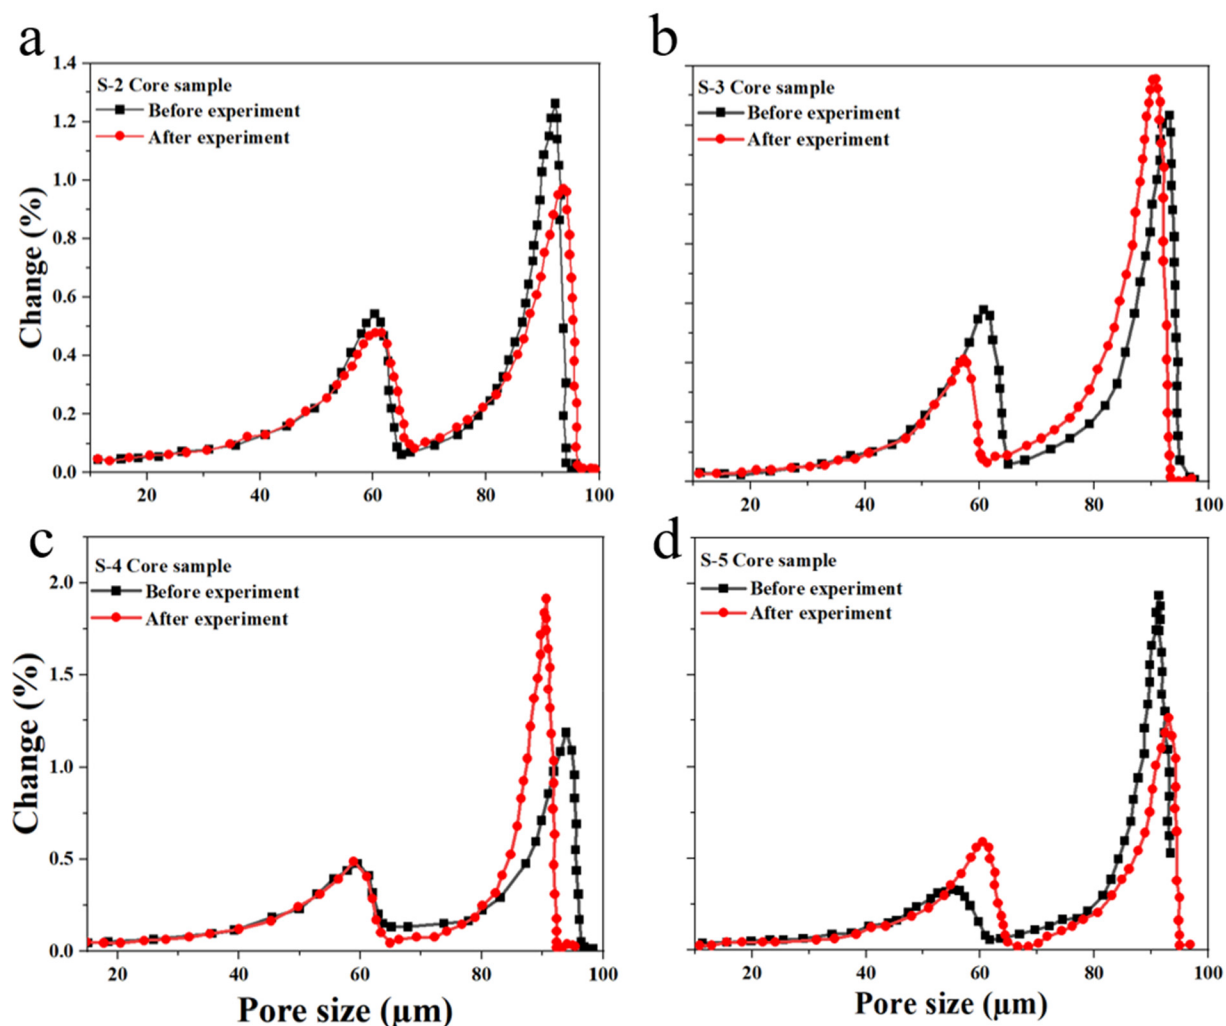 a
S-2 Core sample
Before experiment
After experiment
Change (%)
1.4
1.2
1.0
0.8
0.6
0.4
0.2
0.0
20 40 60 80 100
b
S-3 Core sample
Before experiment
After experiment
20 40 60 80 100
c
S-4 Core sample
Before experiment
After experiment
Change (%)
2.0
1.5
1.0
0.5
0.0
20 40 60 80 100
Pore size (μm)
d
S-5 Core sample
Before experiment
After experiment
20 40 60 80 100
Pore size (μm)